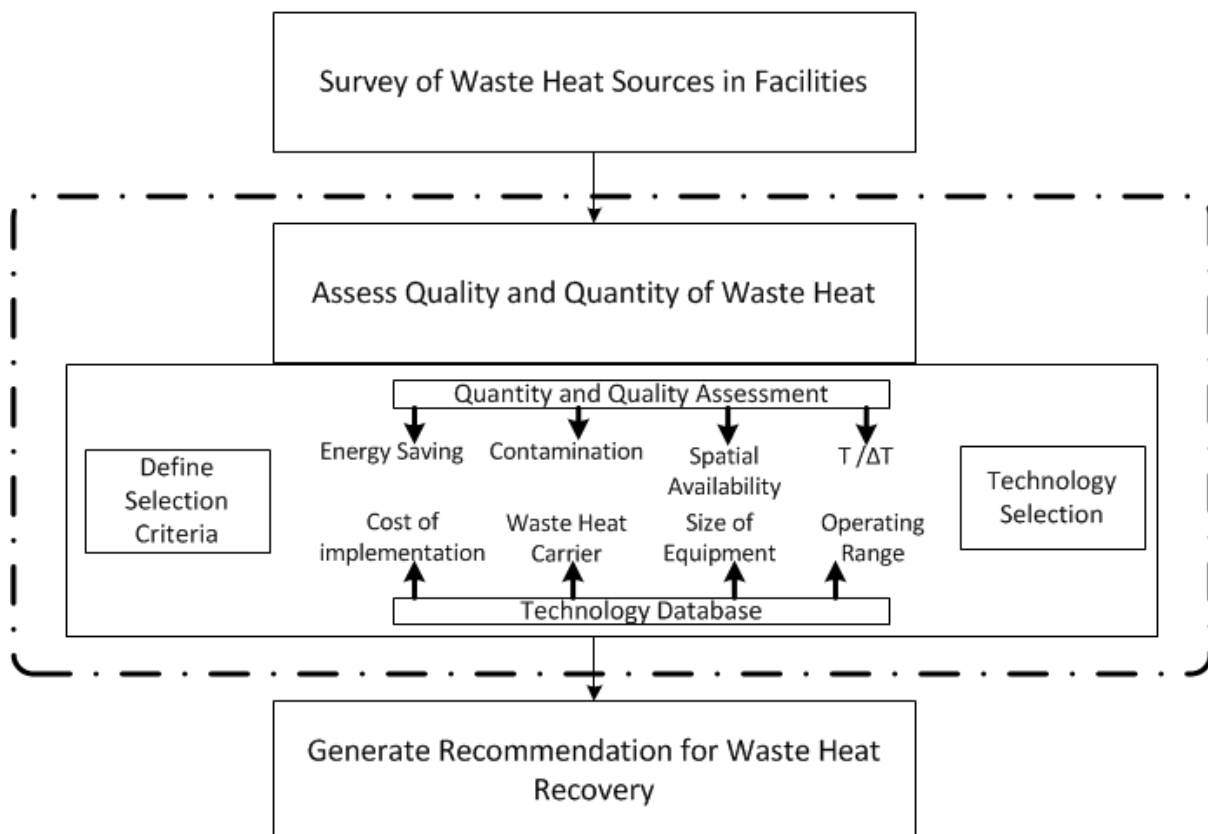 Survey of Waste Heat Sources in Facilities
Assess Quality and Quantity of Waste Heat
Quantity and Quality Assessment
Energy Saving
Contamination
Spatial
Availability
T /ΔT
Define
Selection
Criteria
Technology
Selection
Cost of
implementation
Waste Heat
Carrier
Size of
Equipment
Operating
Range
Technology Database
Generate Recommendation for Waste Heat
Recovery